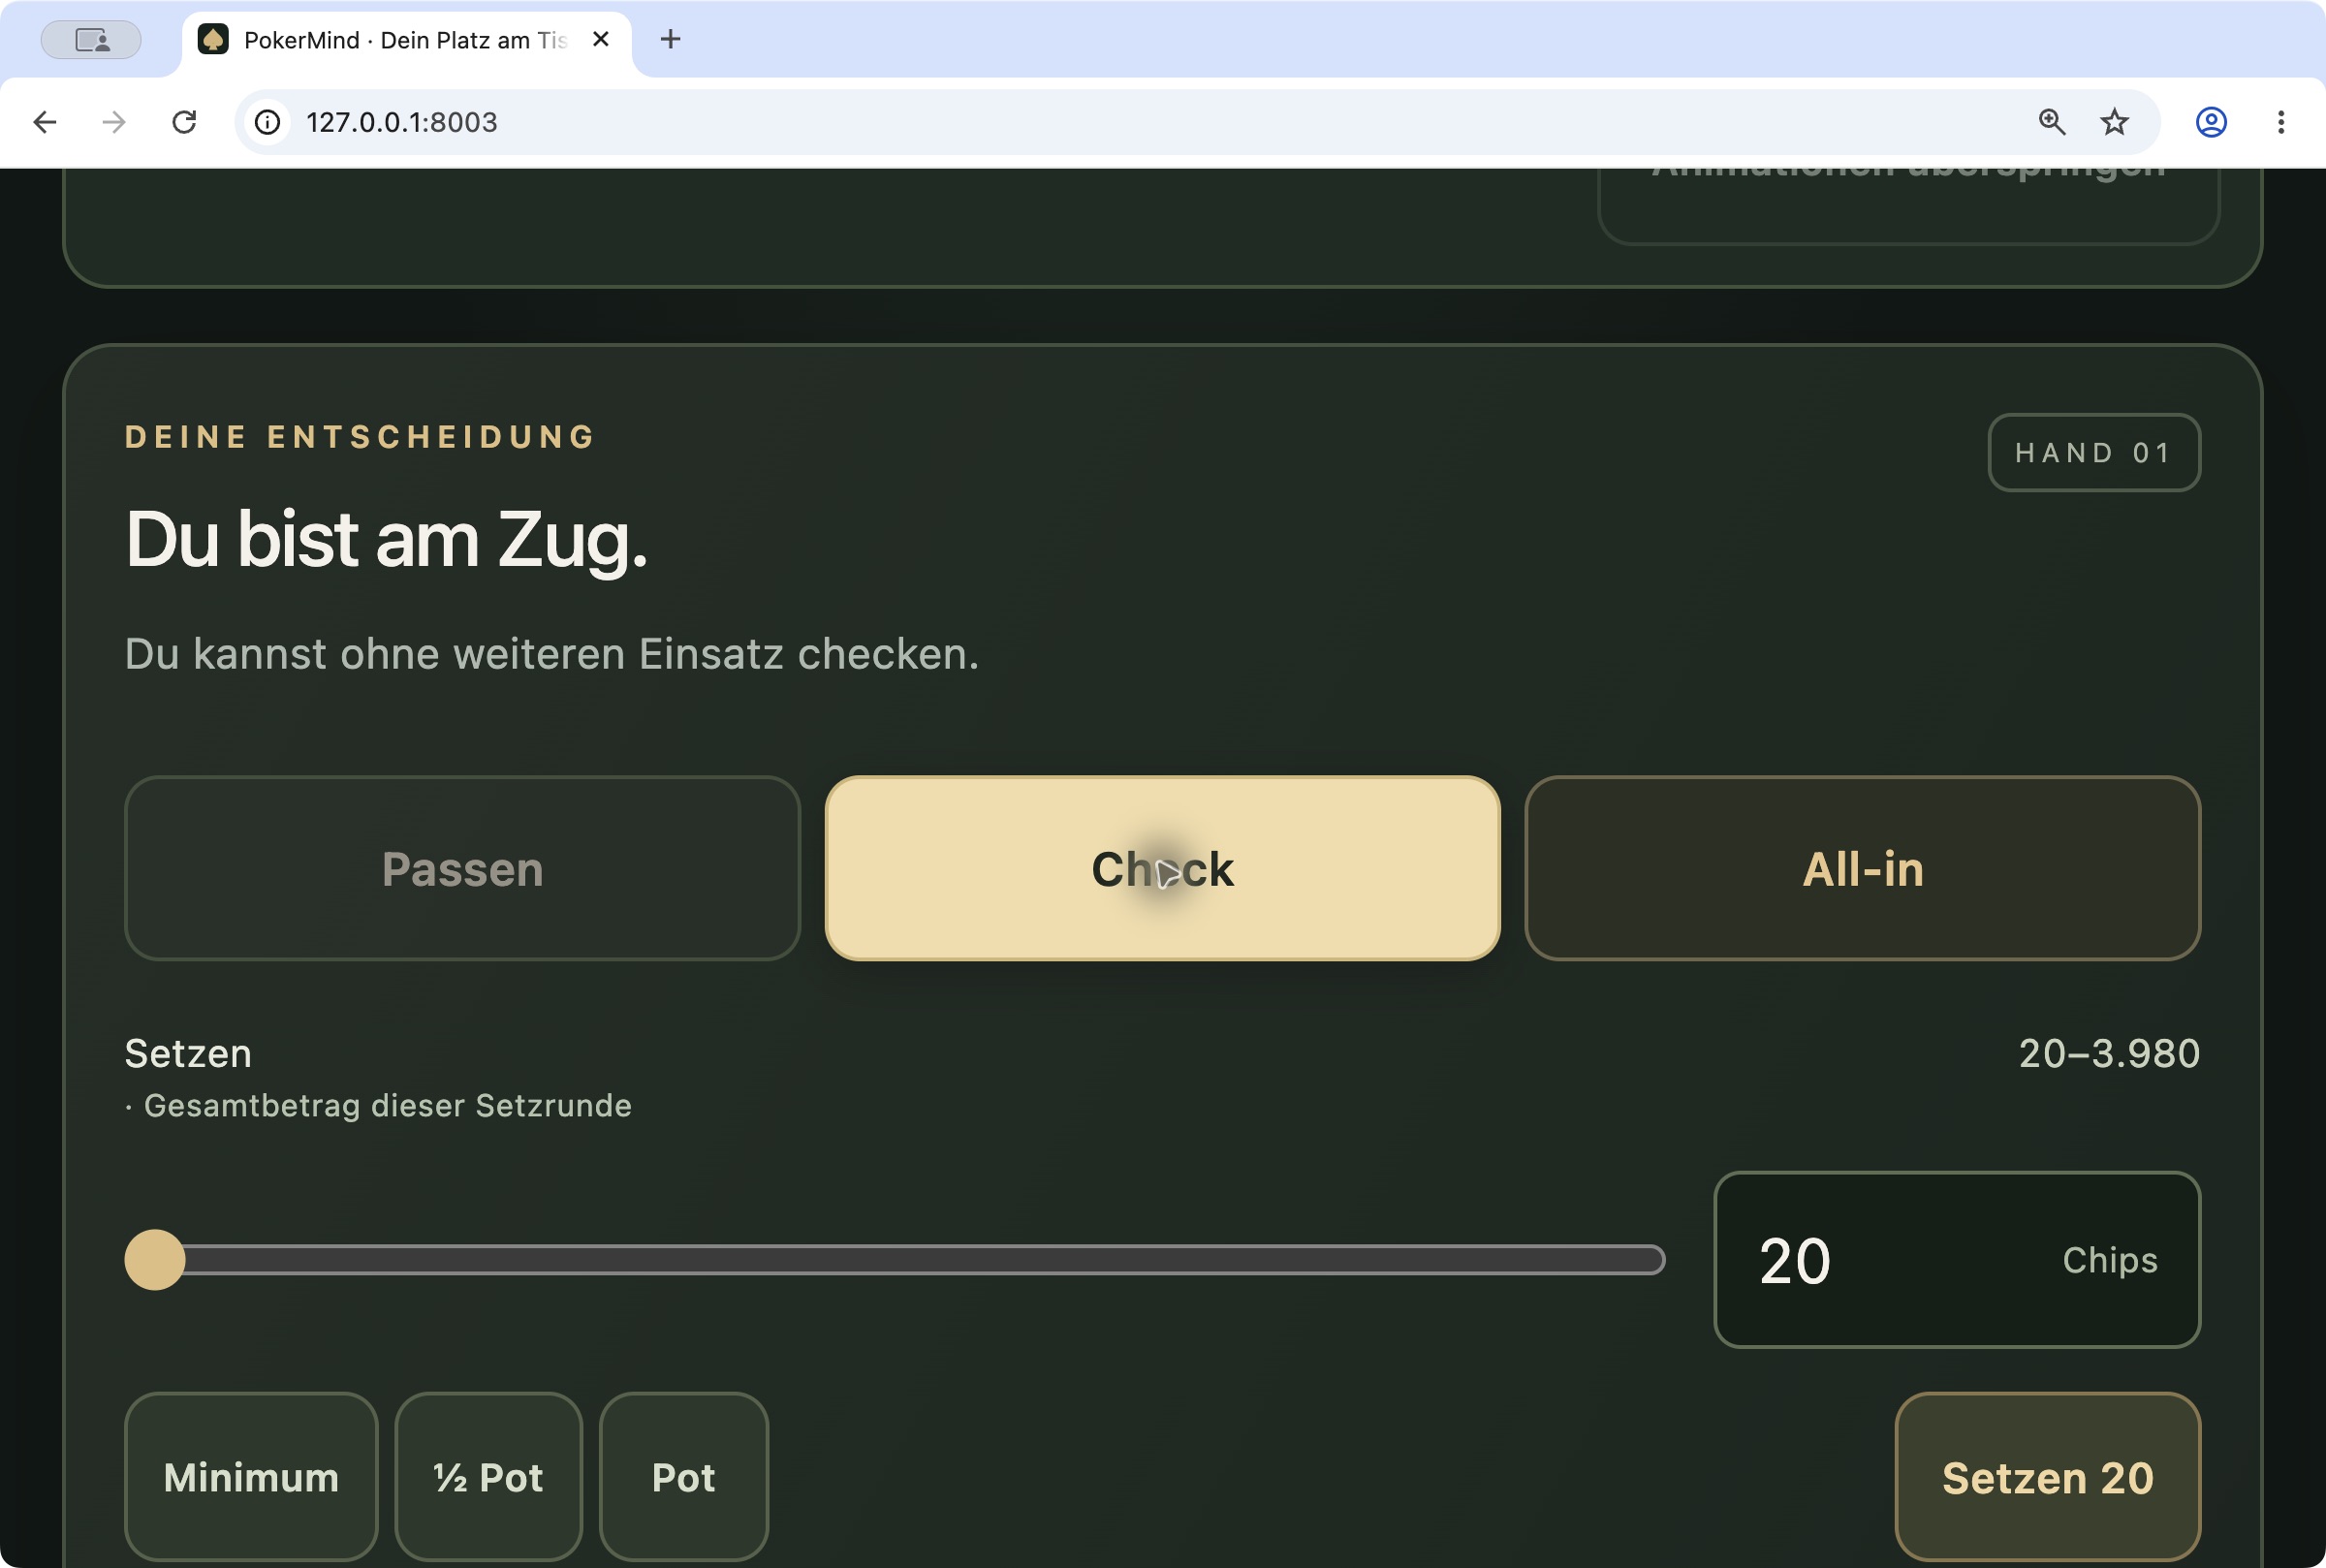 PokerMind · Dein Platz am Tis
127.0.0.1:8003
Animationen überspringen
DEINE ENTSCHEIDUNG
HAND 01
Du bist am Zug.
Du kannst ohne weiteren Einsatz checken.
Passen
Check
All-in
Setzen
20–3.980
· Gesamtbetrag dieser Setzrunde
20
Chips
Minimum
½ Pot
Pot
Setzen 20